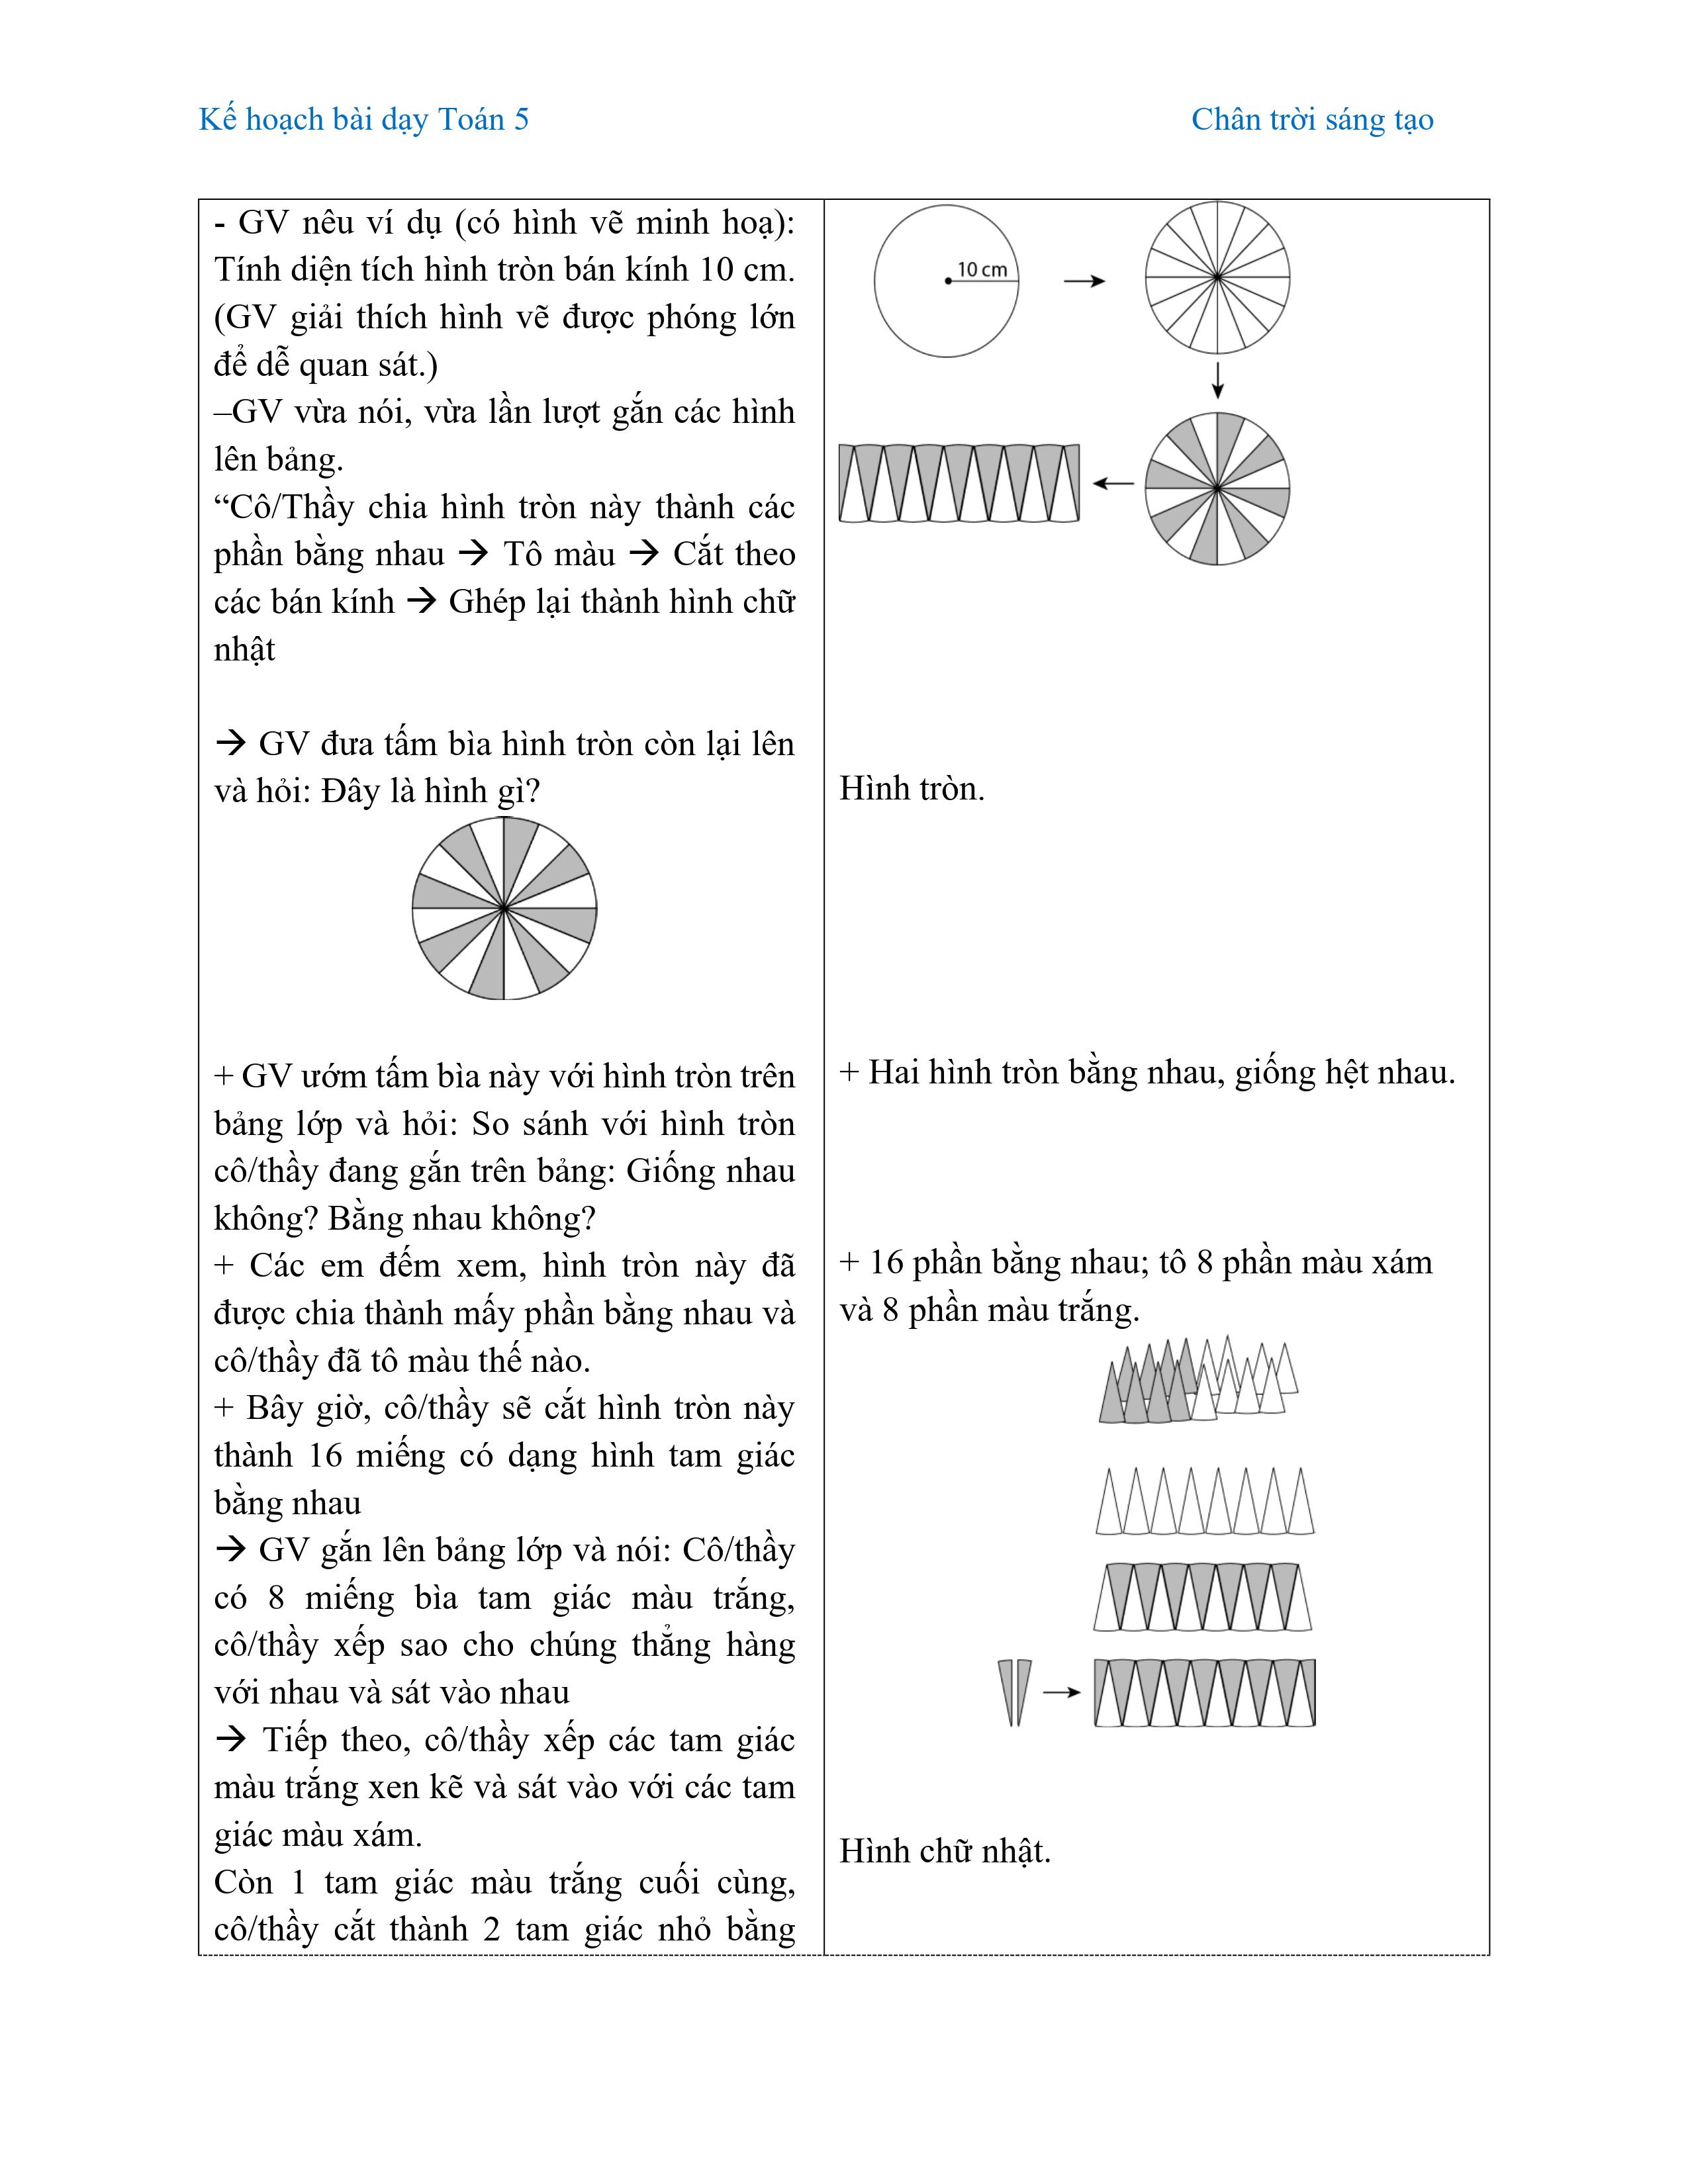 Kế hoạch bài dạy Toán 5
Chân trời sáng tạo
- GV nêu ví dụ (có hình vẽ minh hoạ):
Tính diện tích hình tròn bán kính 10 cm.
(GV giải thích hình vẽ được phóng lớn
để dễ quan sát.)
–GV vừa nói, vừa lần lượt gắn các hình
lên bảng.
“Cô/Thầy chia hình tròn này thành các
phần bằng nhau → Tô màu → Cắt theo
các bán kính → Ghép lại thành hình chữ
nhật
→ GV đưa tấm bìa hình tròn còn lại lên
và hỏi: Đây là hình gì?
+ GV ướm tấm bìa này với hình tròn trên
bảng lớp và hỏi: So sánh với hình tròn
cô/thầy đang gắn trên bảng: Giống nhau
không? Bằng nhau không?
+ Các em đếm xem, hình tròn này đã
được chia thành mấy phần bằng nhau và
cô/thầy đã tô màu thế nào.
+ Bây giờ, cô/thầy sẽ cắt hình tròn này
thành 16 miếng có dạng hình tam giác
bằng nhau
→ GV gắn lên bảng lớp và nói: Cô/thầy
có 8 miếng bìa tam giác màu trắng,
cô/thầy xếp sao cho chúng thẳng hàng
với nhau và sát vào nhau
→ Tiếp theo, cô/thầy xếp các tam giác
màu trắng xen kẽ và sát vào với các tam
giác màu xám.
Còn 1 tam giác màu trắng cuối cùng,
cô/thầy cắt thành 2 tam giác nhỏ bằng
10 cm
Hình tròn.
+ Hai hình tròn bằng nhau, giống hệt nhau.
+ 16 phần bằng nhau; tô 8 phần màu xám
và 8 phần màu trắng.
Hình chữ nhật.